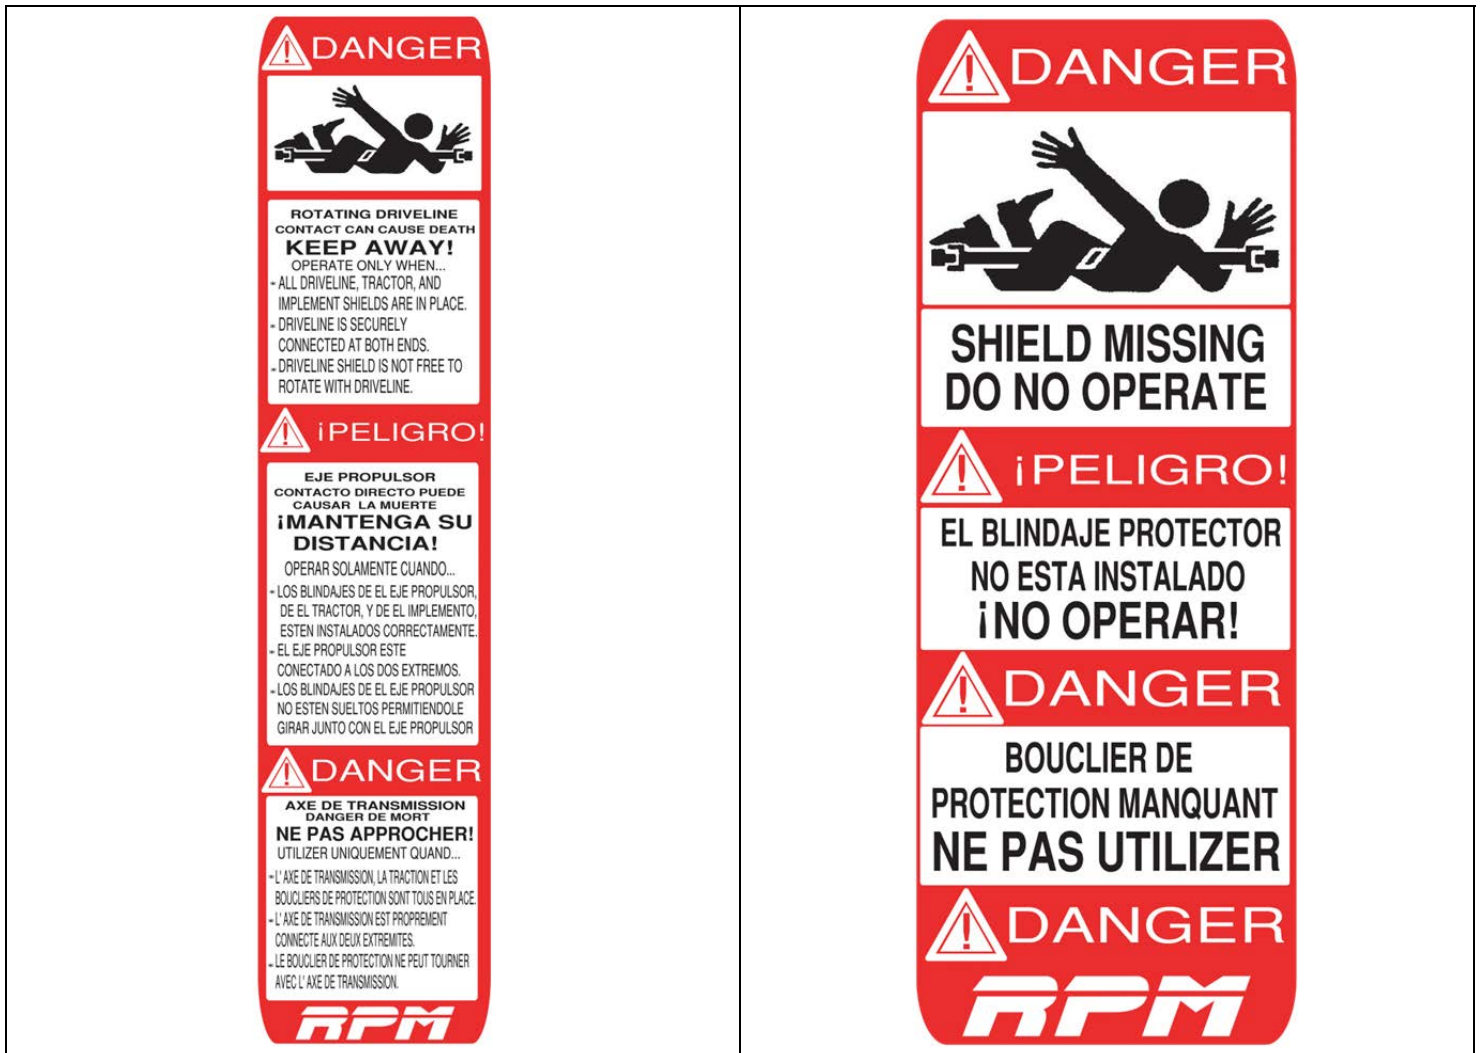 DANGER
ROTATING DRIVELINE
CONTACT CAN CAUSE DEATH
KEEP AWAY!
OPERATE ONLY WHEN...
- ALL DRIVELINE, TRACTOR, AND
IMPLEMENT SHIELDS ARE IN PLACE.
- DRIVELINE IS SECURELY
CONNECTED AT BOTH ENDS.
- DRIVELINE SHIELD IS NOT FREE TO
ROTATE WITH DRIVELINE.
¡PELIGRO!
EJE PROPULSOR
CONTACTO DIRECTO PUEDE
CAUSAR LA MUERTE
¡MANTENGA SU
DISTANCIA!
OPERAR SOLAMENTE CUANDO...
- LOS BLINDAJES DE EL EJE PROPULSOR,
DE EL TRACTOR, Y DE EL IMPLEMENTO,
ESTEN INSTALADOS CORRECTAMENTE.
- EL EJE PROPULSOR ESTE
CONECTADO A LOS DOS EXTREMOS.
- LOS BLINDAJES DE EL EJE PROPULSOR
NO ESTEN SUELTOS PERMITIENDOLE
GIRAR JUNTO CON EL EJE PROPULSOR
DANGER
AXE DE TRANSMISSION
DANGER DE MORT
NE PAS APPROCHER!
UTILIZER UNIQUEMENT QUAND...
- L' AXE DE TRANSMISSION, LA TRACTION ET LES
BOUCLIERS DE PROTECTION SONT TOUS EN PLACE.
- L' AXE DE TRANSMISSION EST PROPREMENT
CONNECTE AUX DEUX EXTREMITES.
- LE BOUCLIER DE PROTECTION NE PEUT TOURNER
AVEC L' AXE DE TRANSMISSION.
RPM
DANGER
SHIELD MISSING
DO NO OPERATE
¡PELIGRO!
EL BLINDAJE PROTECTOR
NO ESTA INSTALADO
¡NO OPERAR!
DANGER
BOUCLIER DE
PROTECTION MANQUANT
NE PAS UTILIZER
DANGER
RPM